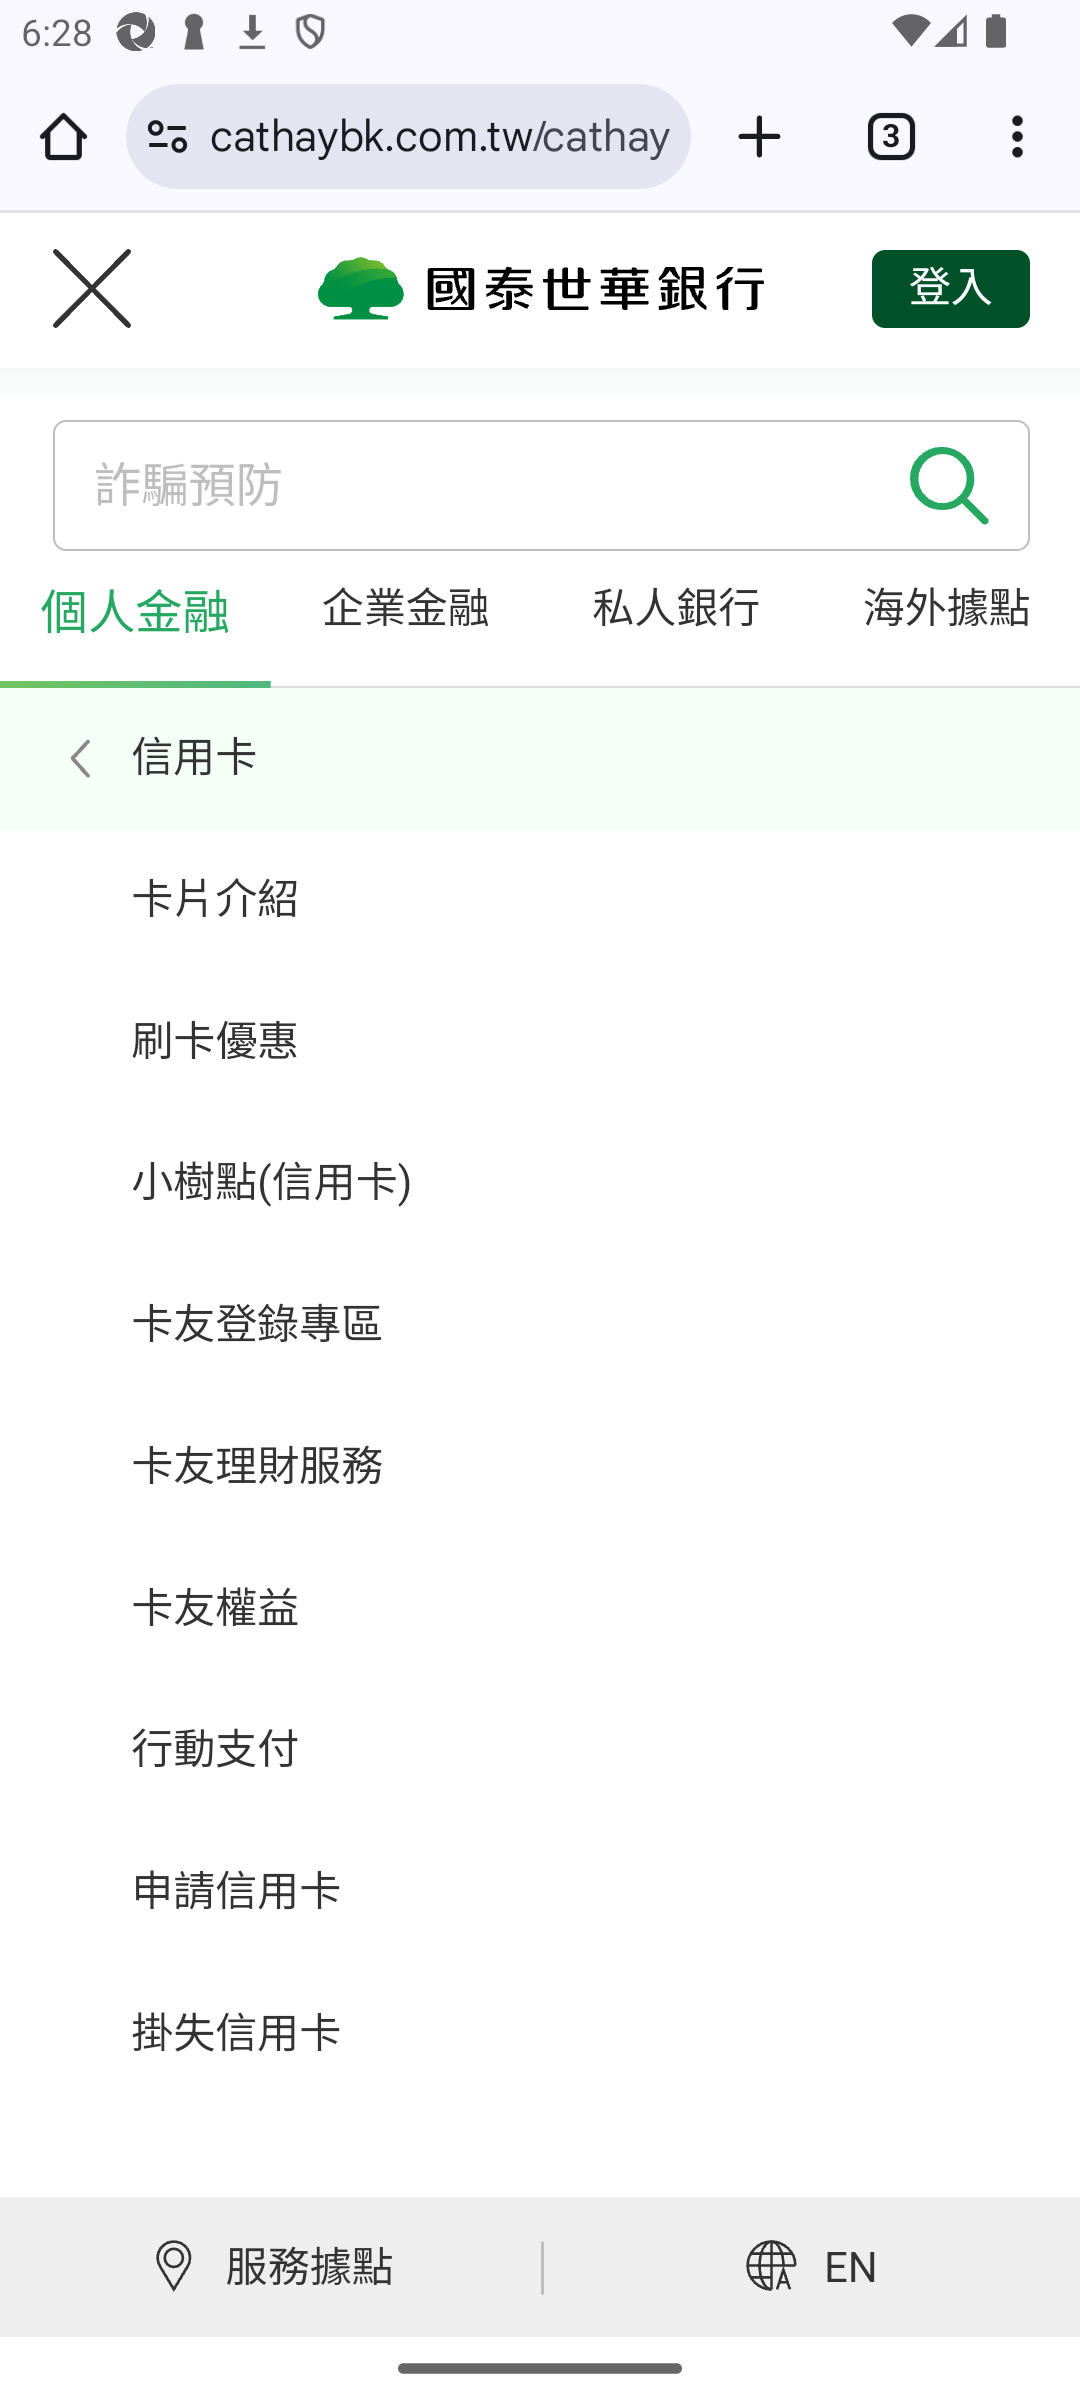 6:28
cathaybk.com.tw/cathay
3
國泰世華銀行
登入
詐騙預防
個人金融 企業金融 私人銀行 海外據點
信用卡
卡片介紹
刷卡優惠
小樹點(信用卡)
卡友登錄專區
卡友理財服務
卡友權益
行動支付
申請信用卡
掛失信用卡
服務據點
EN